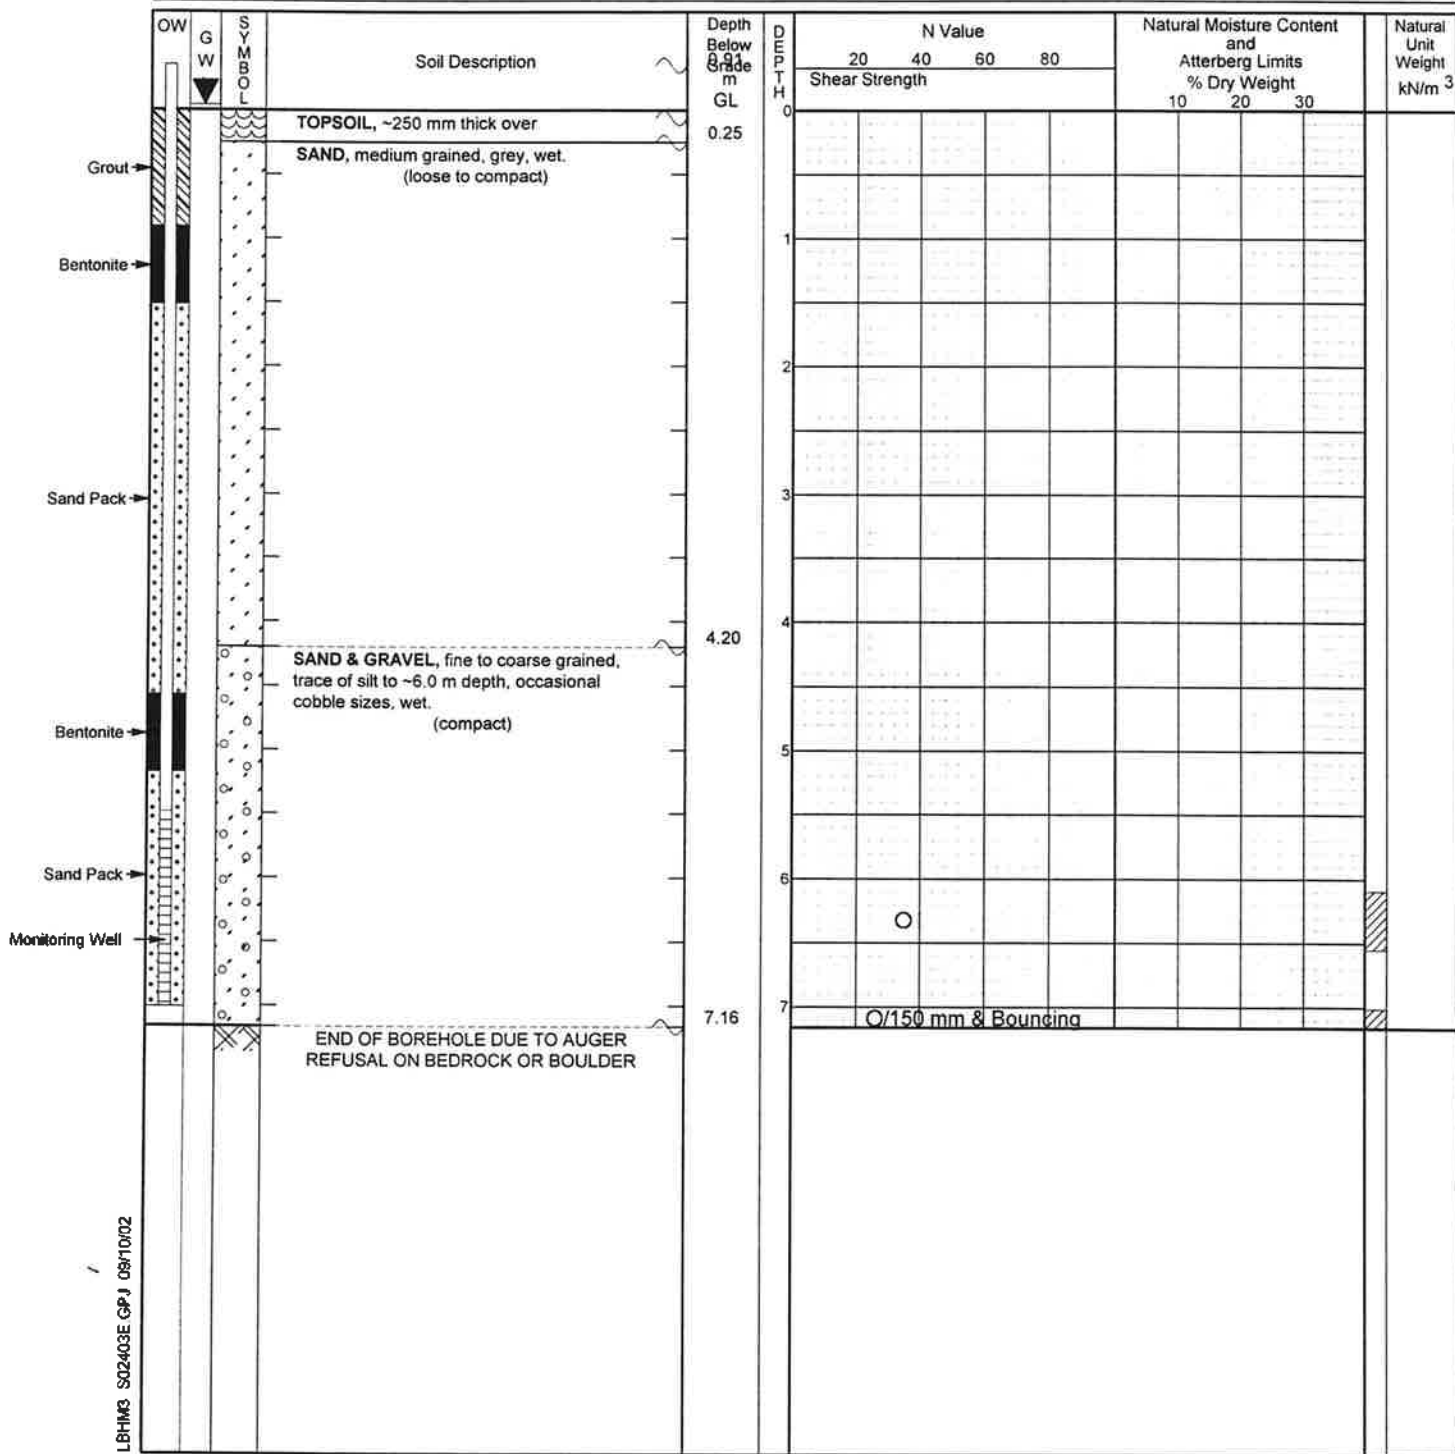 OW
G
W
SYMBOL
Soil Description
Depth
Below
Grade
m
GL
DEPTH
N Value
20 40 60 80
Shear Strength
Natural Moisture Content
and
Atterberg Limits
% Dry Weight
10 20 30
Natural
Unit
Weight
kN/m 3
0
TOPSOIL, ~250 mm thick over
0.25
SAND, medium grained, grey, wet.
(loose to compact)
Grout
1
Bentonite
2
3
Sand Pack
4
4.20
SAND & GRAVEL, fine to coarse grained,
trace of silt to ~6.0 m depth, occasional
cobble sizes, wet.
(compact)
Bentonite
5
Sand Pack
6
Monitoring Well
7
7.16
O/150 mm & Bouncing
END OF BOREHOLE DUE TO AUGER
REFUSAL ON BEDROCK OR BOULDER
LBHM3 S02403E.GPJ 09/10/02